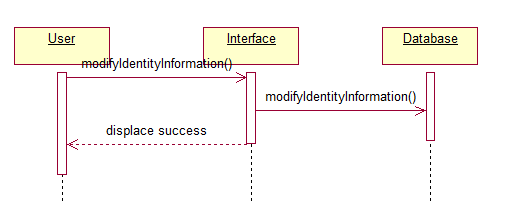 User
Interface
Database
modifyIdentityInformation()
modifyIdentityInformation()
displace success